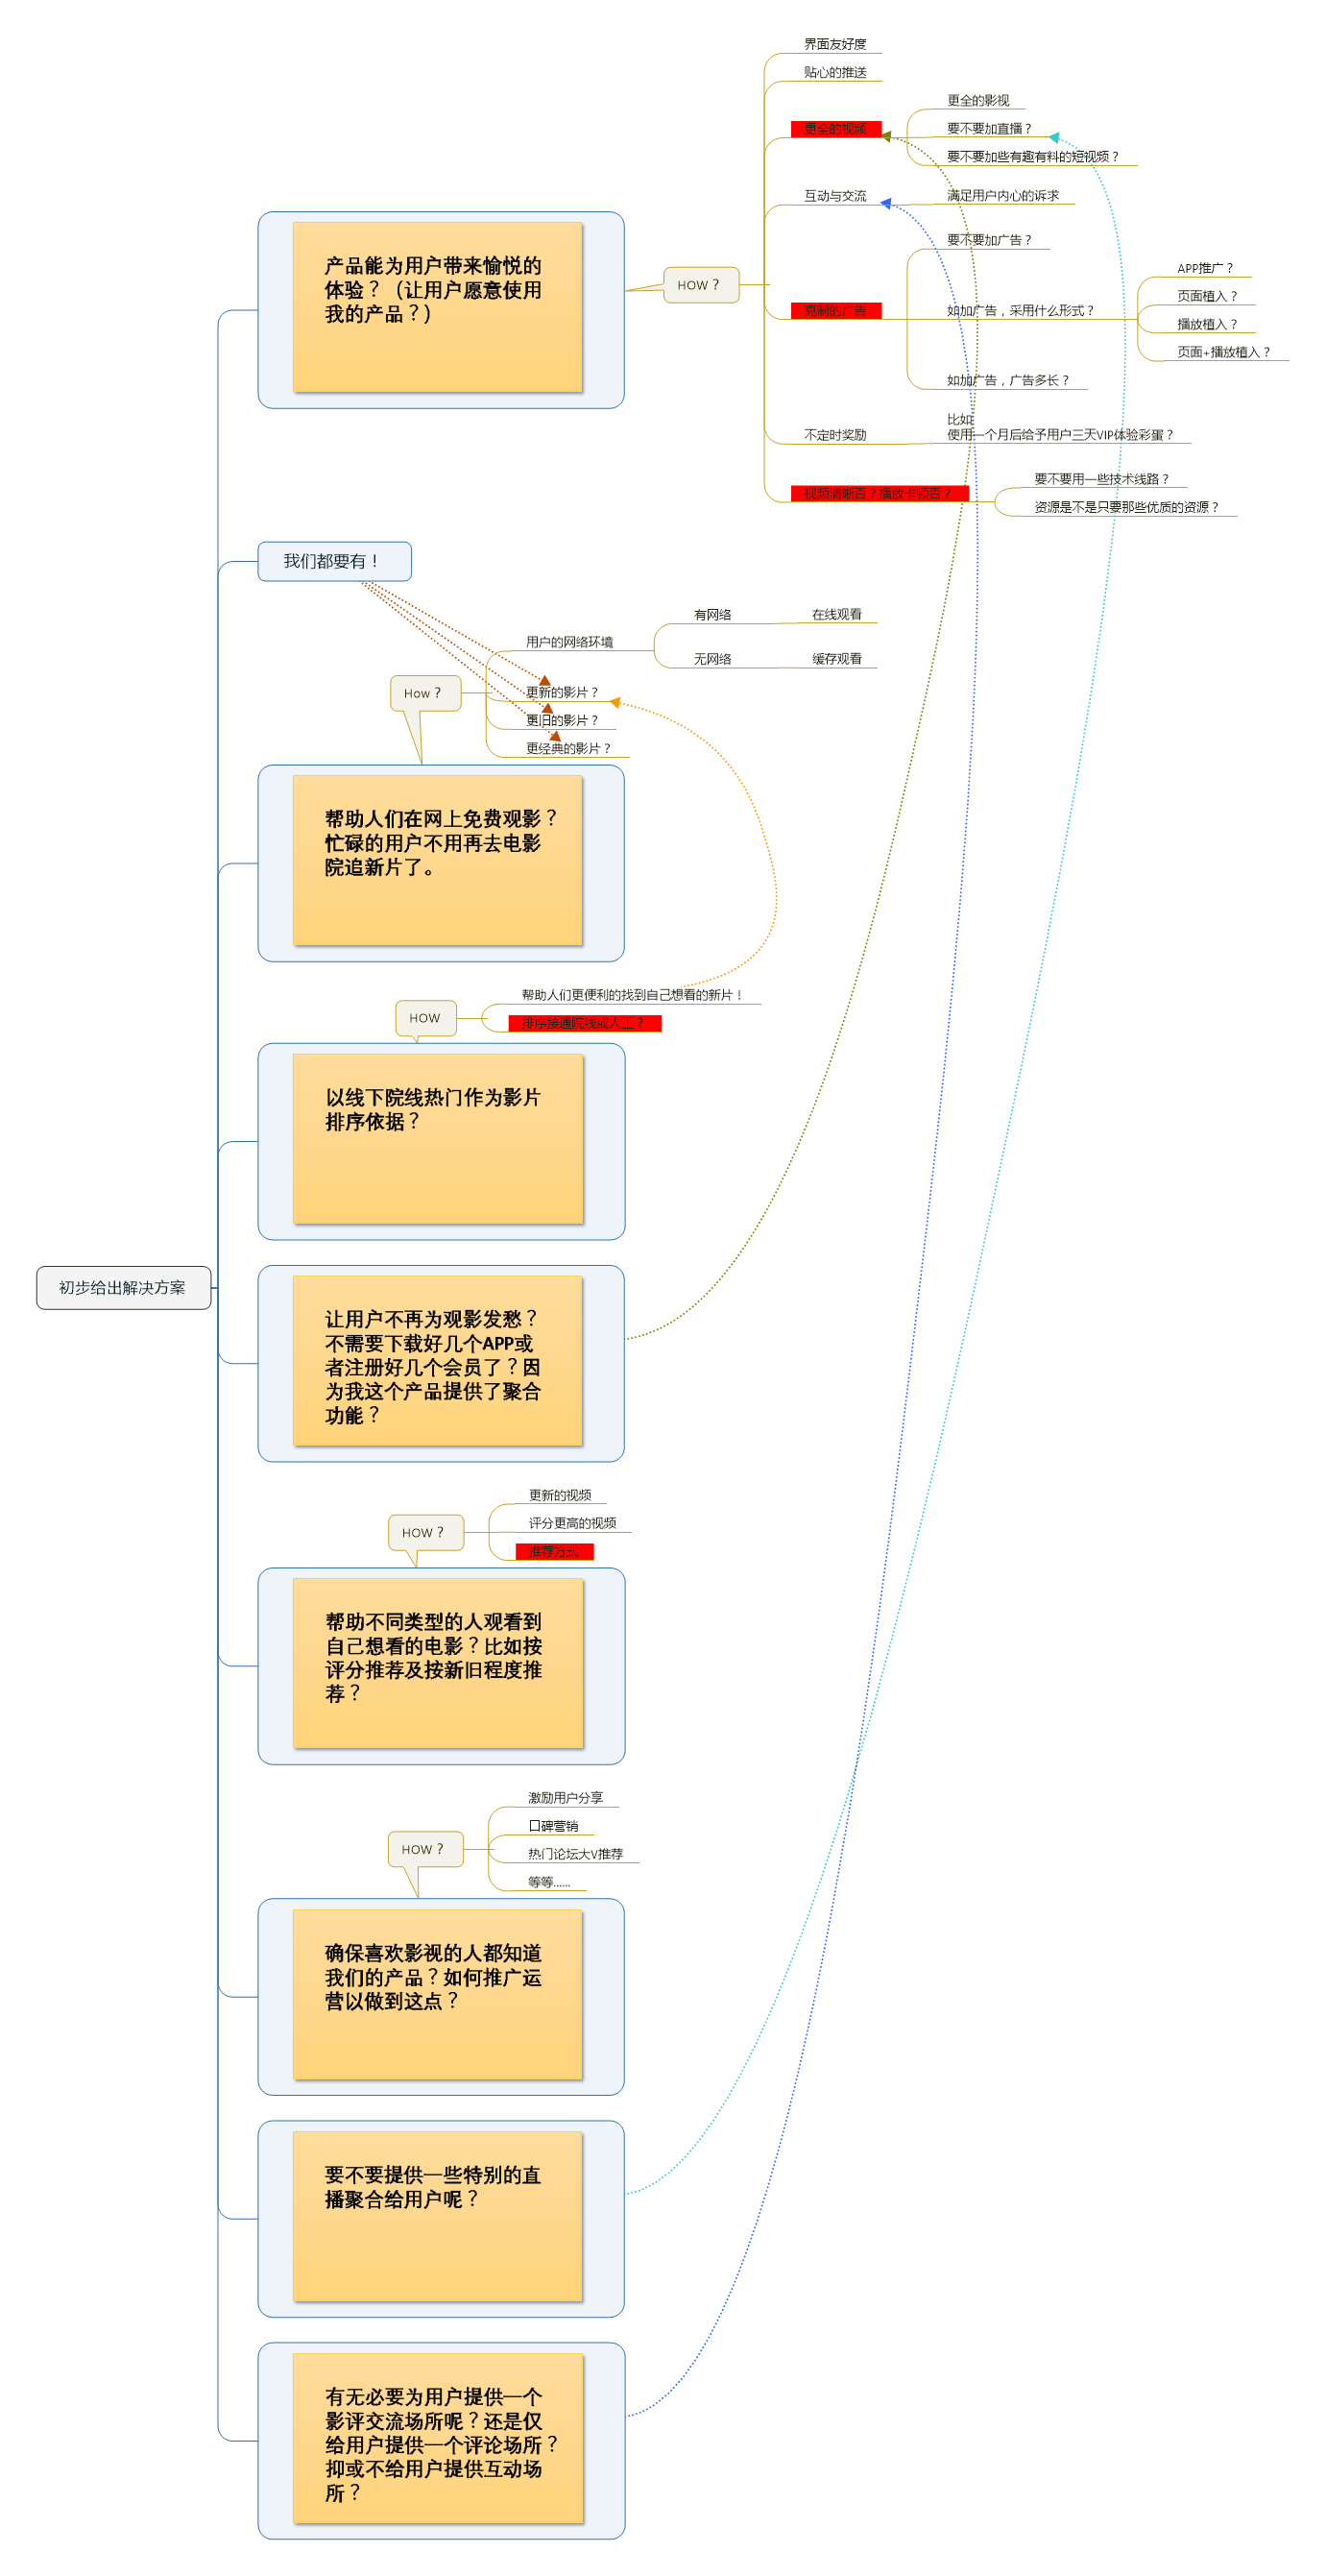 界面友好度
贴心的推送
更全的视频
更全的影视
要不要加直播？
要不要加些有趣有料的短视频？
互动与交流
满足用户内心的诉求
产品能为用户带来愉悦的
体验？（让用户愿意使用
我的产品？）
HOW？
克制的广告
要不要加广告？
如加广告，采用什么形式？
APP推广？
页面植入？
播放植入？
页面+播放植入？
如加广告，广告多长？
不定时奖励
比如
使用一个月后给予用户三天VIP体验彩蛋？
视频清晰否？播放卡顿否？
要不要用一些技术线路？
资源是不是只要那些优质的资源？
我们都要有！
How？
用户的网络环境
有网络
在线观看
无网络
缓存观看
更新的影片？
更旧的影片？
更经典的影片？
帮助人们在网上免费观影？
忙碌的用户不用再去电影
院追新片了。
HOW
帮助人们更便利的找到自己想看的新片！
排序接通院线或人工？
以线下院线热门作为影片
排序依据？
初步给出解决方案
让用户不再为观影发愁？
不需要下载好几个APP或
者注册好几个会员了？因
为我这个产品提供了聚合
功能？
HOW？
更新的视频
评分更高的视频
推荐方式
帮助不同类型的人观看到
自己想看的电影？比如按
评分推荐及按新旧程度推
荐？
HOW？
激励用户分享
口碑营销
热门论坛大V推荐
等等......
确保喜欢影视的人都知道
我们的产品？如何推广运
营以做到这点？
要不要提供一些特别的直
播聚合给用户呢？
有无必要为用户提供一个
影评交流场所呢？还是仅
给用户提供一个评论场所？
抑或不给用户提供互动场
所？